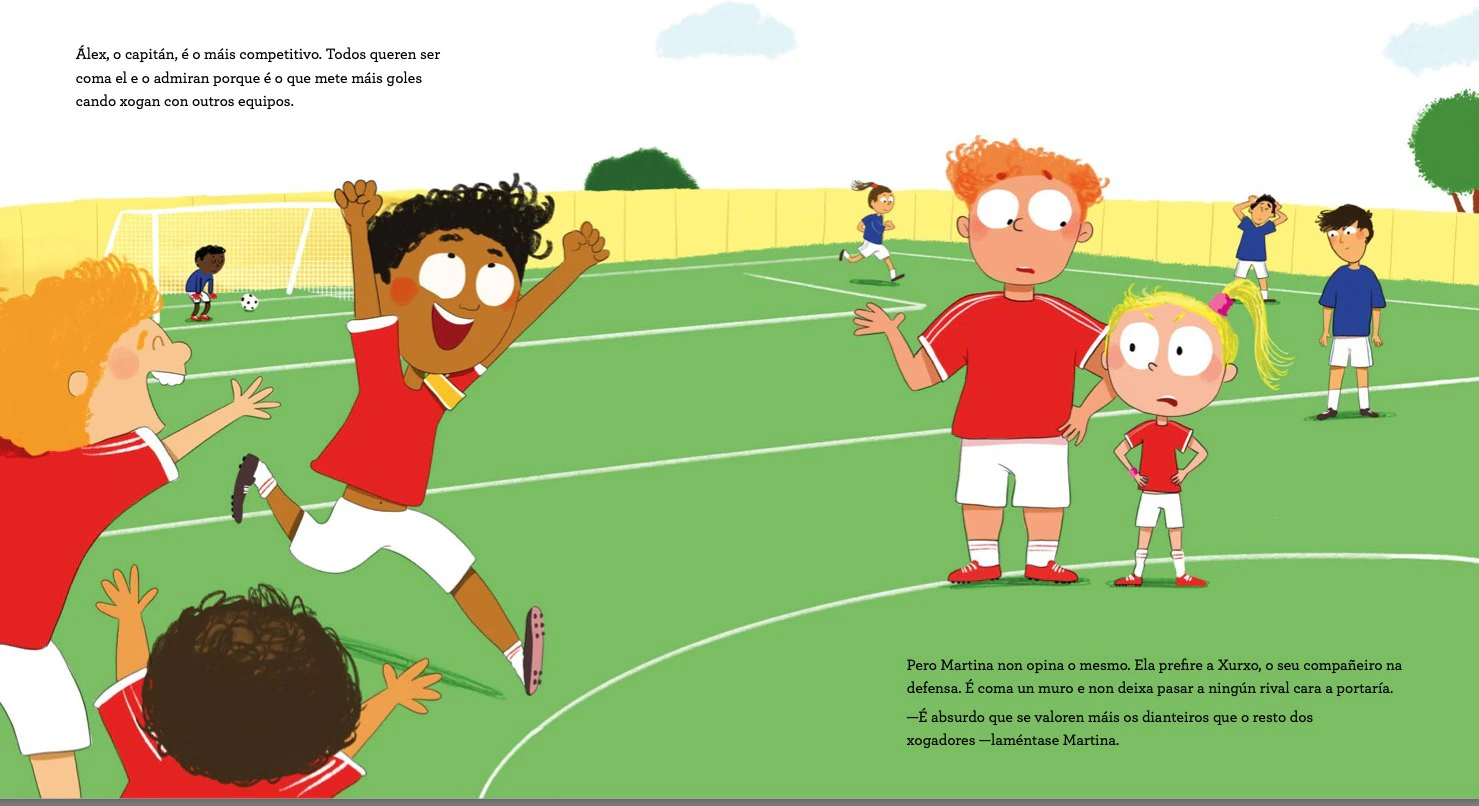 Álex, o capitán, é o máis competitivo. Todos queren ser
coma el e o admiran porque é o que mete máis goles
cando xogan con outros equipos.
Pero Martina non opina o mesmo. Ela prefire a Xurxo, o seu compañeiro na
defensa. É coma un muro e non deixa pasar a ningún rival cara a portaría.
—É absurdo que se valoren máis os dianteiros que o resto dos
xogadores —laméntase Martina.